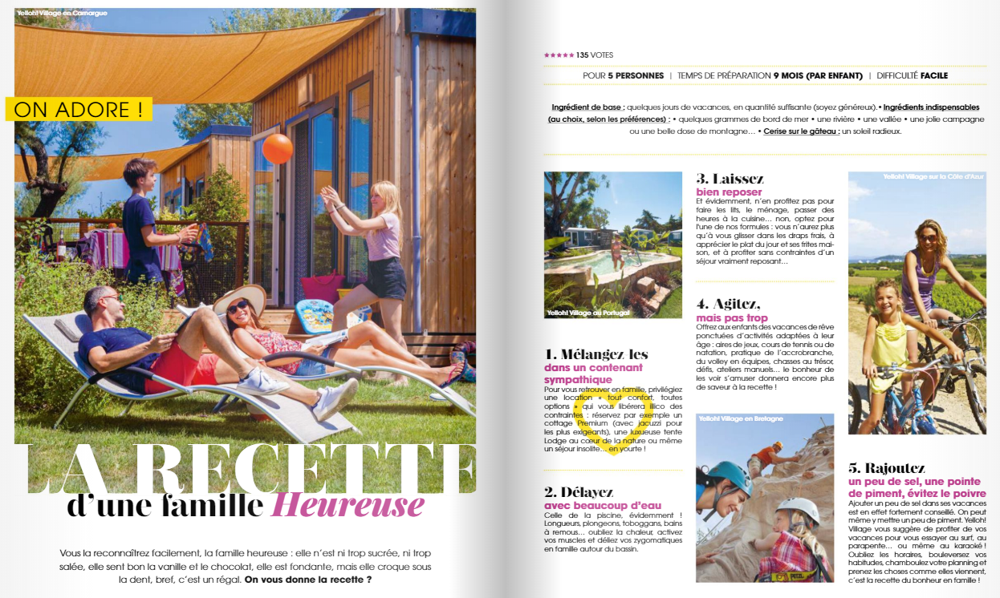 Yelloh! Village en Camargue
ON ADORE !
LA RECETTE
d'une famille Heureuse
Vous la reconnaîtrez facilement, la famille heureuse : elle n'est ni trop sucrée, ni trop
salée, elle sent bon la vanille et le chocolat, elle est fondante, mais elle croque sous
la dent, bref, c'est un régal. On vous donne la recette ?
★★★★★ 135 VOTES
POUR 5 PERSONNES | TEMPS DE PRÉPARATION 9 MOIS (PAR ENFANT) | DIFFICULTÉ FACILE
Ingrédient de base : quelques jours de vacances, en quantité suffisante (soyez généreux). • Ingrédients indispensables
(au choix, selon les préférences) : • quelques grammes de bord de mer • une rivière • une vallée • une jolie campagne
ou une belle dose de montagne... • Cerise sur le gâteau : un soleil radieux.
Yelloh! Village au Portugal
1. Mélangez les
dans un contenant
sympathique
Pour vous retrouver en famille, privilégiez
une location « tout confort, toutes
options » qui vous libérera illico des
contraintes : réservez par exemple un
cottage Premium (avec jacuzzi pour
les plus exigeants), une luxueuse tente
Lodge au cœur de la nature ou même
un séjour insolite... en yourte !
2. Délayez
avec beaucoup d'eau
Celle de la piscine, évidemment !
Longueurs, plongeons, toboggans, bains
à remous... oubliez la chaleur, activez
vos muscles et déliez vos zygomatiques
en famille autour du bassin.
3. Laissez
bien reposer
Et évidemment, n'en profitez pas pour
faire les lits, le ménage, passer des
heures à la cuisine... non, optez pour
l'une de nos formules : vous n'aurez plus
qu'à vous glisser dans les draps frais, à
apprécier le plat du jour et ses frites mai-
son, et à profiter sans contraintes d'un
séjour vraiment reposant...
4. Agitez,
mais pas trop
Offrez aux enfants des vacances de rêve
ponctuées d'activités adaptées à leur
âge : aires de jeux, cours de tennis ou de
natation, pratique de l'accrobranche,
du volley en équipes, chasses au trésor,
défis, ateliers manuels... le bonheur de
les voir s'amuser donnera encore plus
de saveur à la recette !
Yelloh! Village en Bretagne
PETZL
Yelloh! Village sur la Côte d'Azur
5. Rajoutez
un peu de sel, une pointe
de piment, évitez le poivre
Ajouter un peu de sel dans ses vacances
est en effet fortement conseillé. On peut
même y mettre un peu de piment. Yelloh!
Village vous suggère de profiter de vos
vacances pour vous essayer au surf, au
parapente... ou même au karaoké !
Oubliez les horaires, bouleversez vos
habitudes, chamboulez votre planning et
prenez les choses comme elles viennent,
c'est la recette du bonheur en famille !